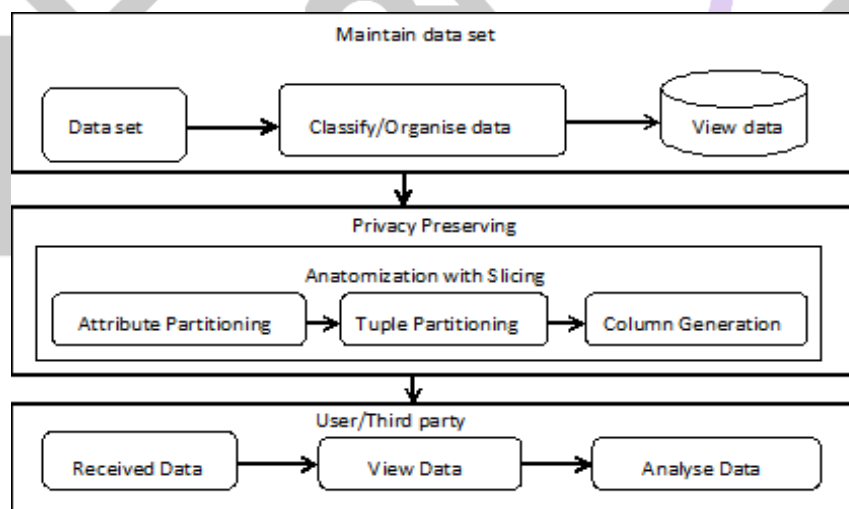 Maintain data set
Data set
Classify/Organise data
View data
Privacy Preserving
Anatomization with Slicing
Attribute Partitioning
Tuple Partitioning
Column Generation
User/Third party
Received Data
View Data
Analyse Data